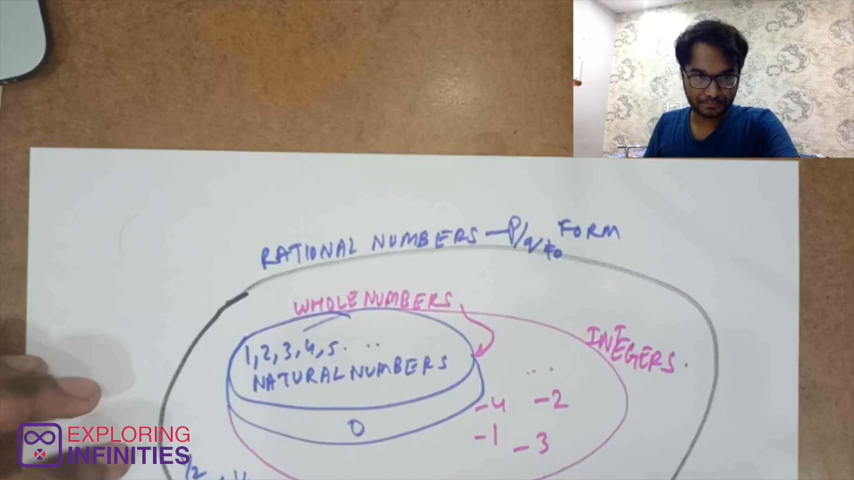 RATIONAL NUMBERS — P/q≠0 FORM
WHOLE NUMBERS
INEGERS.
1,2,3,4,5. ...
NATURAL NUMBERS
0
...
-4 -2
-1 -3
EXPLORING
INFINITIES